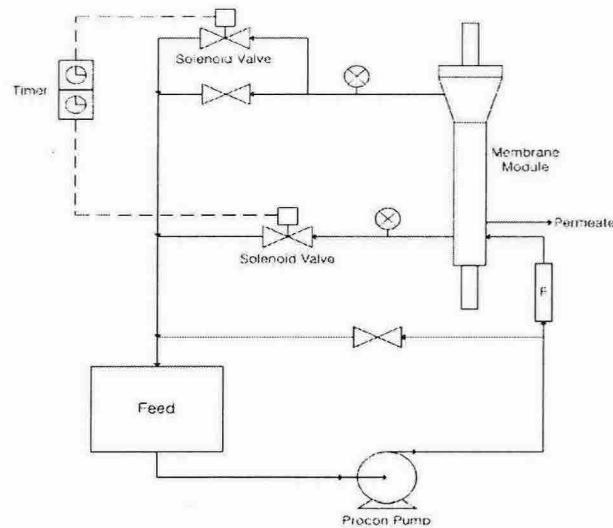 Solenoid Valve
Timer
Membrane
Module
Permeate
Solenoid Valve
F
Feed
Procon Pump